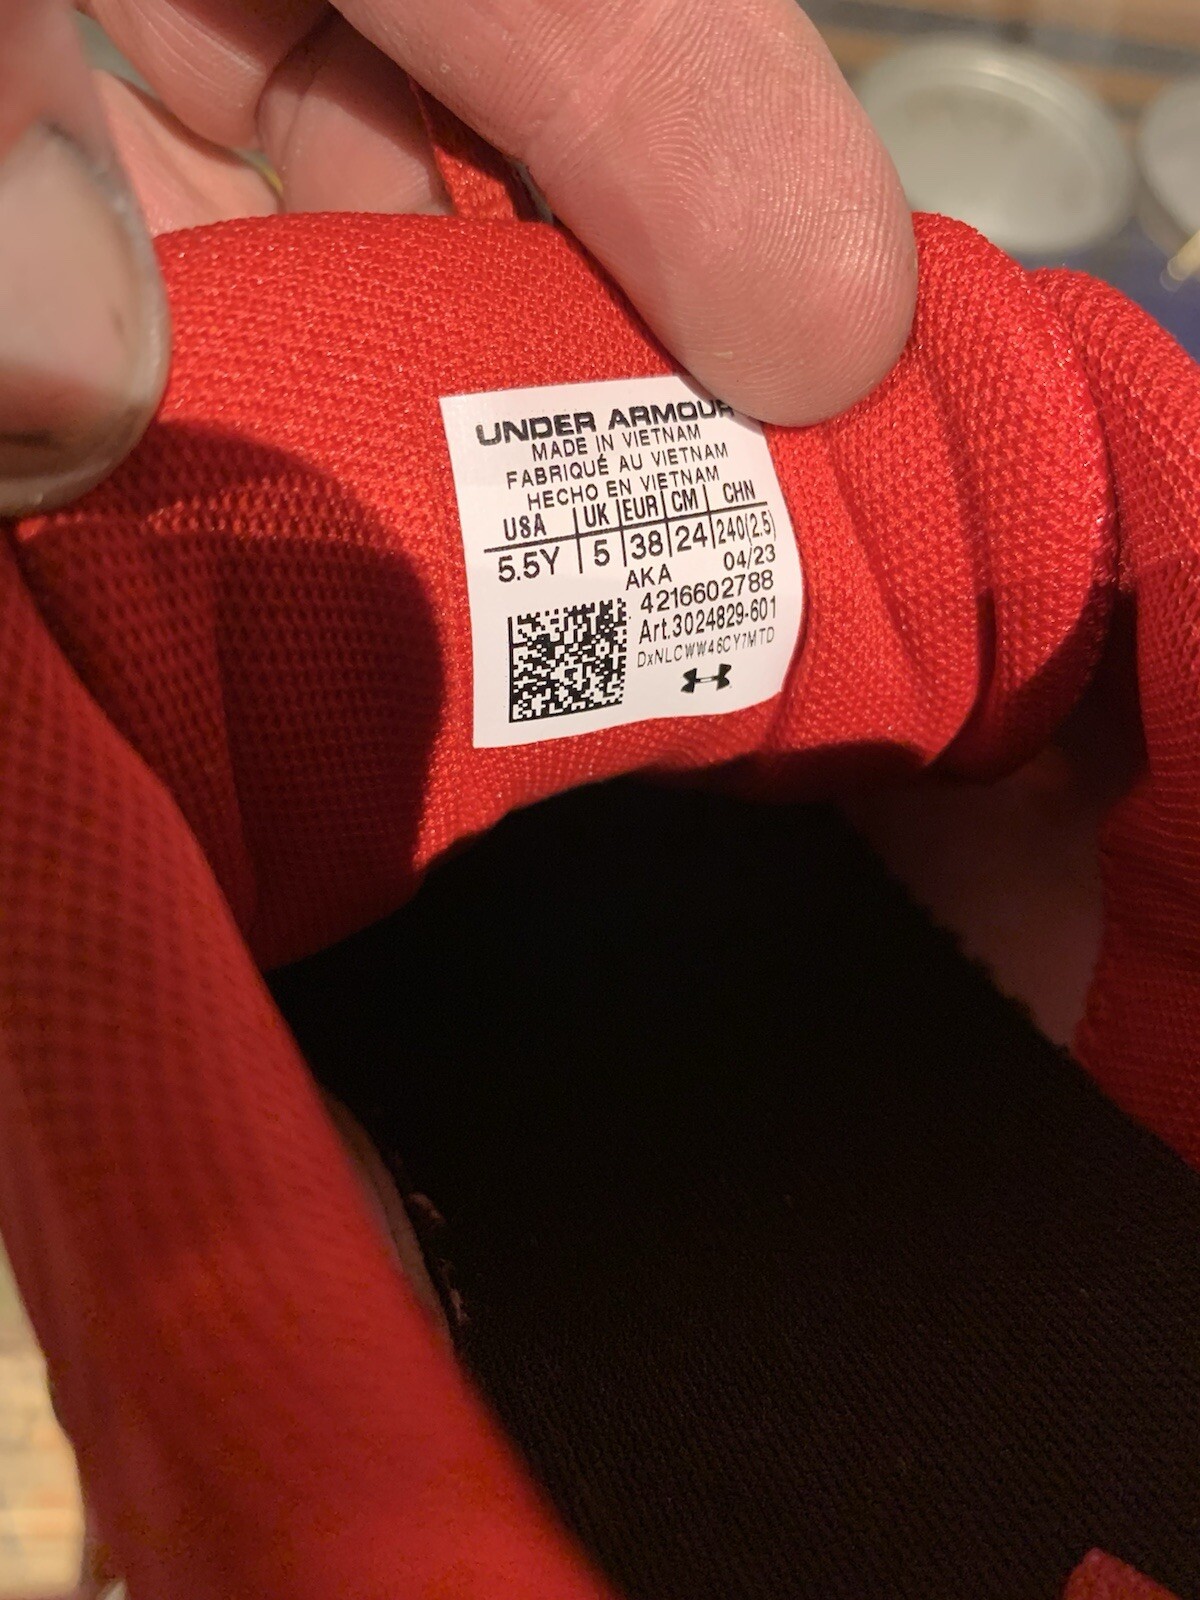 UNDER ARMOUR
MADE IN VIETNAM
FABRIQUÉ AU VIETNAM
HECHO EN VIETNAM
USA UK EUR CM CHN
5.5Y 5 38 24 240(2.5)
AKA 04/23
4216602788
Art.3024829-601
DxNLCWW46CY7MTD